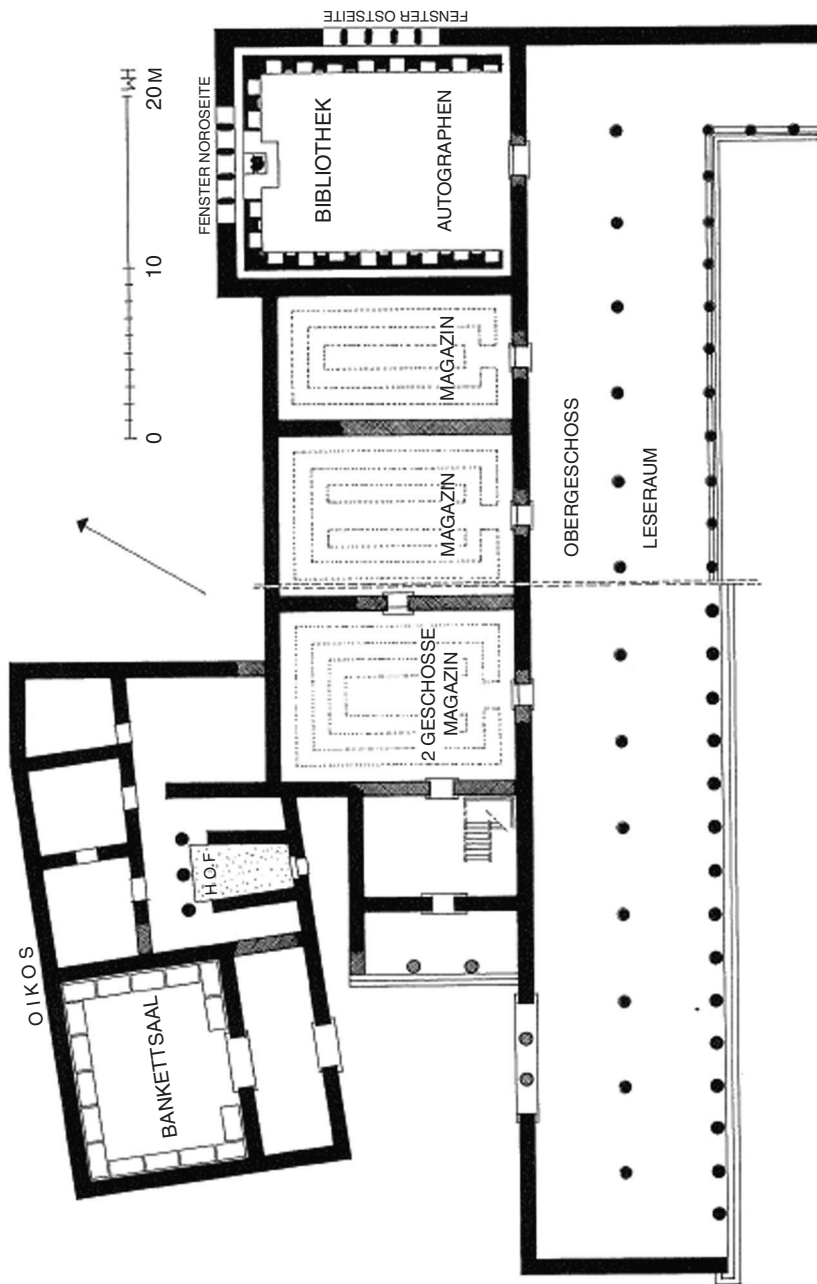 FENSTER OSTSEITE
FENSTER NOROSEITE
HM
20 M
10
0
BIBLIOTHEK
AUTOGRAPHEN
MAGAZIN
MAGAZIN
2 GESCHOSSE
MAGAZIN
OBERGESCHOSS
LESERAUM
OIKOS
HOF
BANKETTSAAL